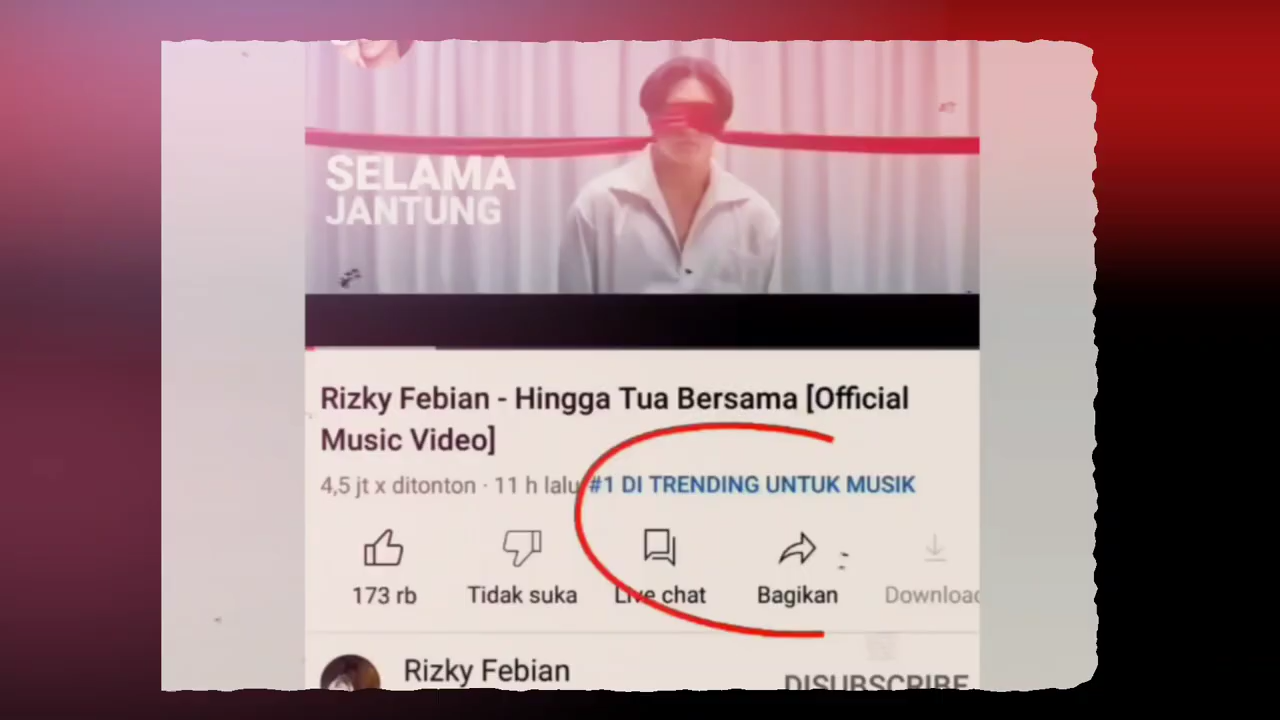 SELAMA
JANTUNG
Rizky Febian - Hingga Tua Bersama [Official
Music Video]
4,5 jt x ditonton · 11 h lalu #1 DI TRENDING UNTUK MUSIK
173 rb
Tidak suka
Live chat
Bagikan
Download
Rizky Febian
DISUBSCRIBE